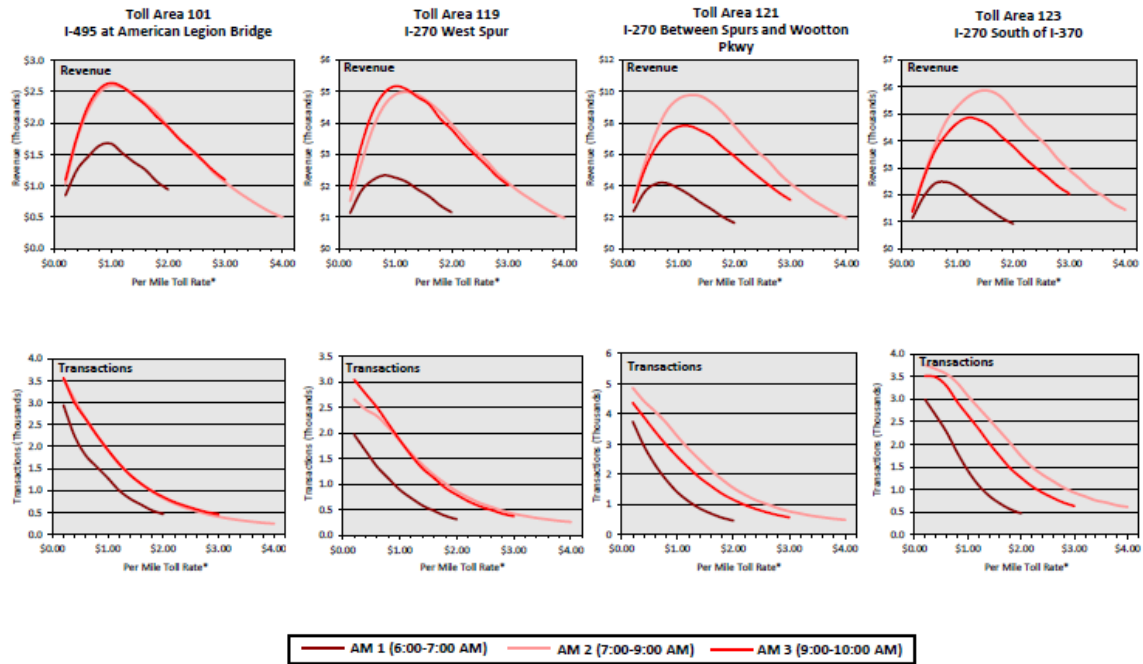 Toll Area 101
I-495 at American Legion Bridge
Revenue
Revenue (Thousands)
$3.0
$2.5
$2.0
$1.5
$1.0
$0.5
$0.0
$0.00 $1.00 $2.00 $3.00 $4.00
Per Mile Toll Rate*
Toll Area 119
I-270 West Spur
Revenue
Revenue (Thousands)
$6
$5
$4
$3
$2
$1
$0
$0.00 $1.00 $2.00 $3.00 $4.00
Per Mile Toll Rate*
Toll Area 121
I-270 Between Spurs and Wootton
Pkwy
Revenue
Revenue (Thousands)
$12
$10
$8
$6
$4
$2
$0
$0.00 $1.00 $2.00 $3.00 $4.00
Per Mile Toll Rate*
Toll Area 123
I-270 South of I-370
Revenue
Revenue (Thousands)
$7
$6
$5
$4
$3
$2
$1
$0
$0.00 $1.00 $2.00 $3.00 $4.00
Per Mile Toll Rate*
Transactions
Transactions (Thousands)
4.0
3.5
3.0
2.5
2.0
1.5
1.0
0.5
0.0
$0.00 $1.00 $2.00 $3.00 $4.00
Per Mile Toll Rate*
Transactions
Transactions (Thousands)
3.5
3.0
2.5
2.0
1.5
1.0
0.5
0.0
$0.00 $1.00 $2.00 $3.00 $4.00
Per Mile Toll Rate*
Transactions
Transactions (Thousands)
6
5
4
3
2
1
0
$0.00 $1.00 $2.00 $3.00 $4.00
Per Mile Toll Rate*
Transactions
Transactions (Thousands)
4.0
3.5
3.0
2.5
2.0
1.5
1.0
0.5
0.0
$0.00 $1.00 $2.00 $3.00 $4.00
Per Mile Toll Rate*
AM 1 (6:00-7:00 AM) AM 2 (7:00-9:00 AM) AM 3 (9:00-10:00 AM)